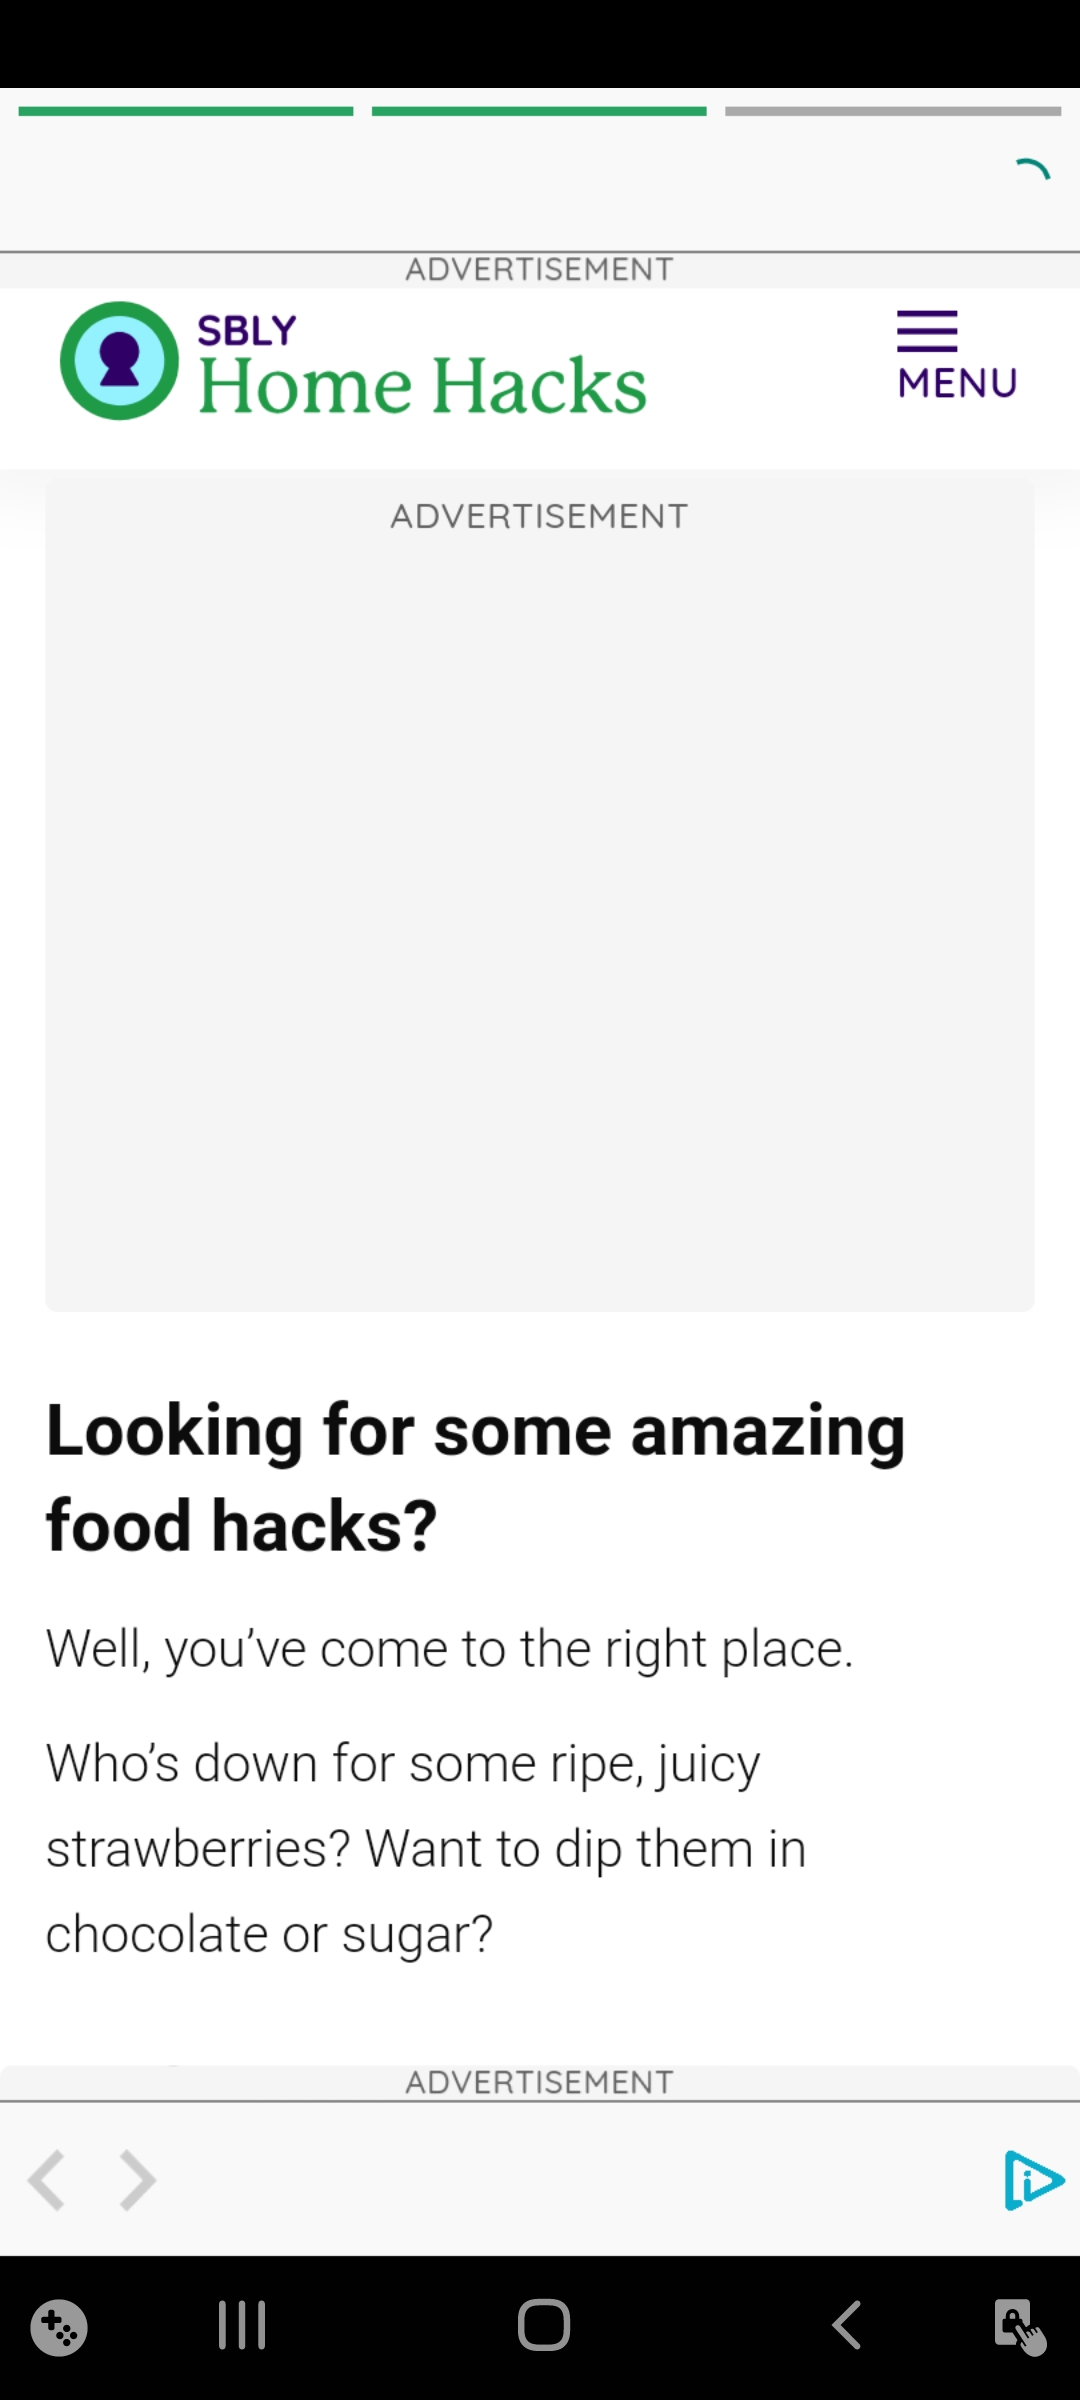 ADVERTISEMENT
SBLY
Home Hacks
MENU
ADVERTISEMENT
Looking for some amazing
food hacks?
Well, you’ve come to the right place.
Who’s down for some ripe, juicy
strawberries? Want to dip them in
chocolate or sugar?
ADVERTISEMENT